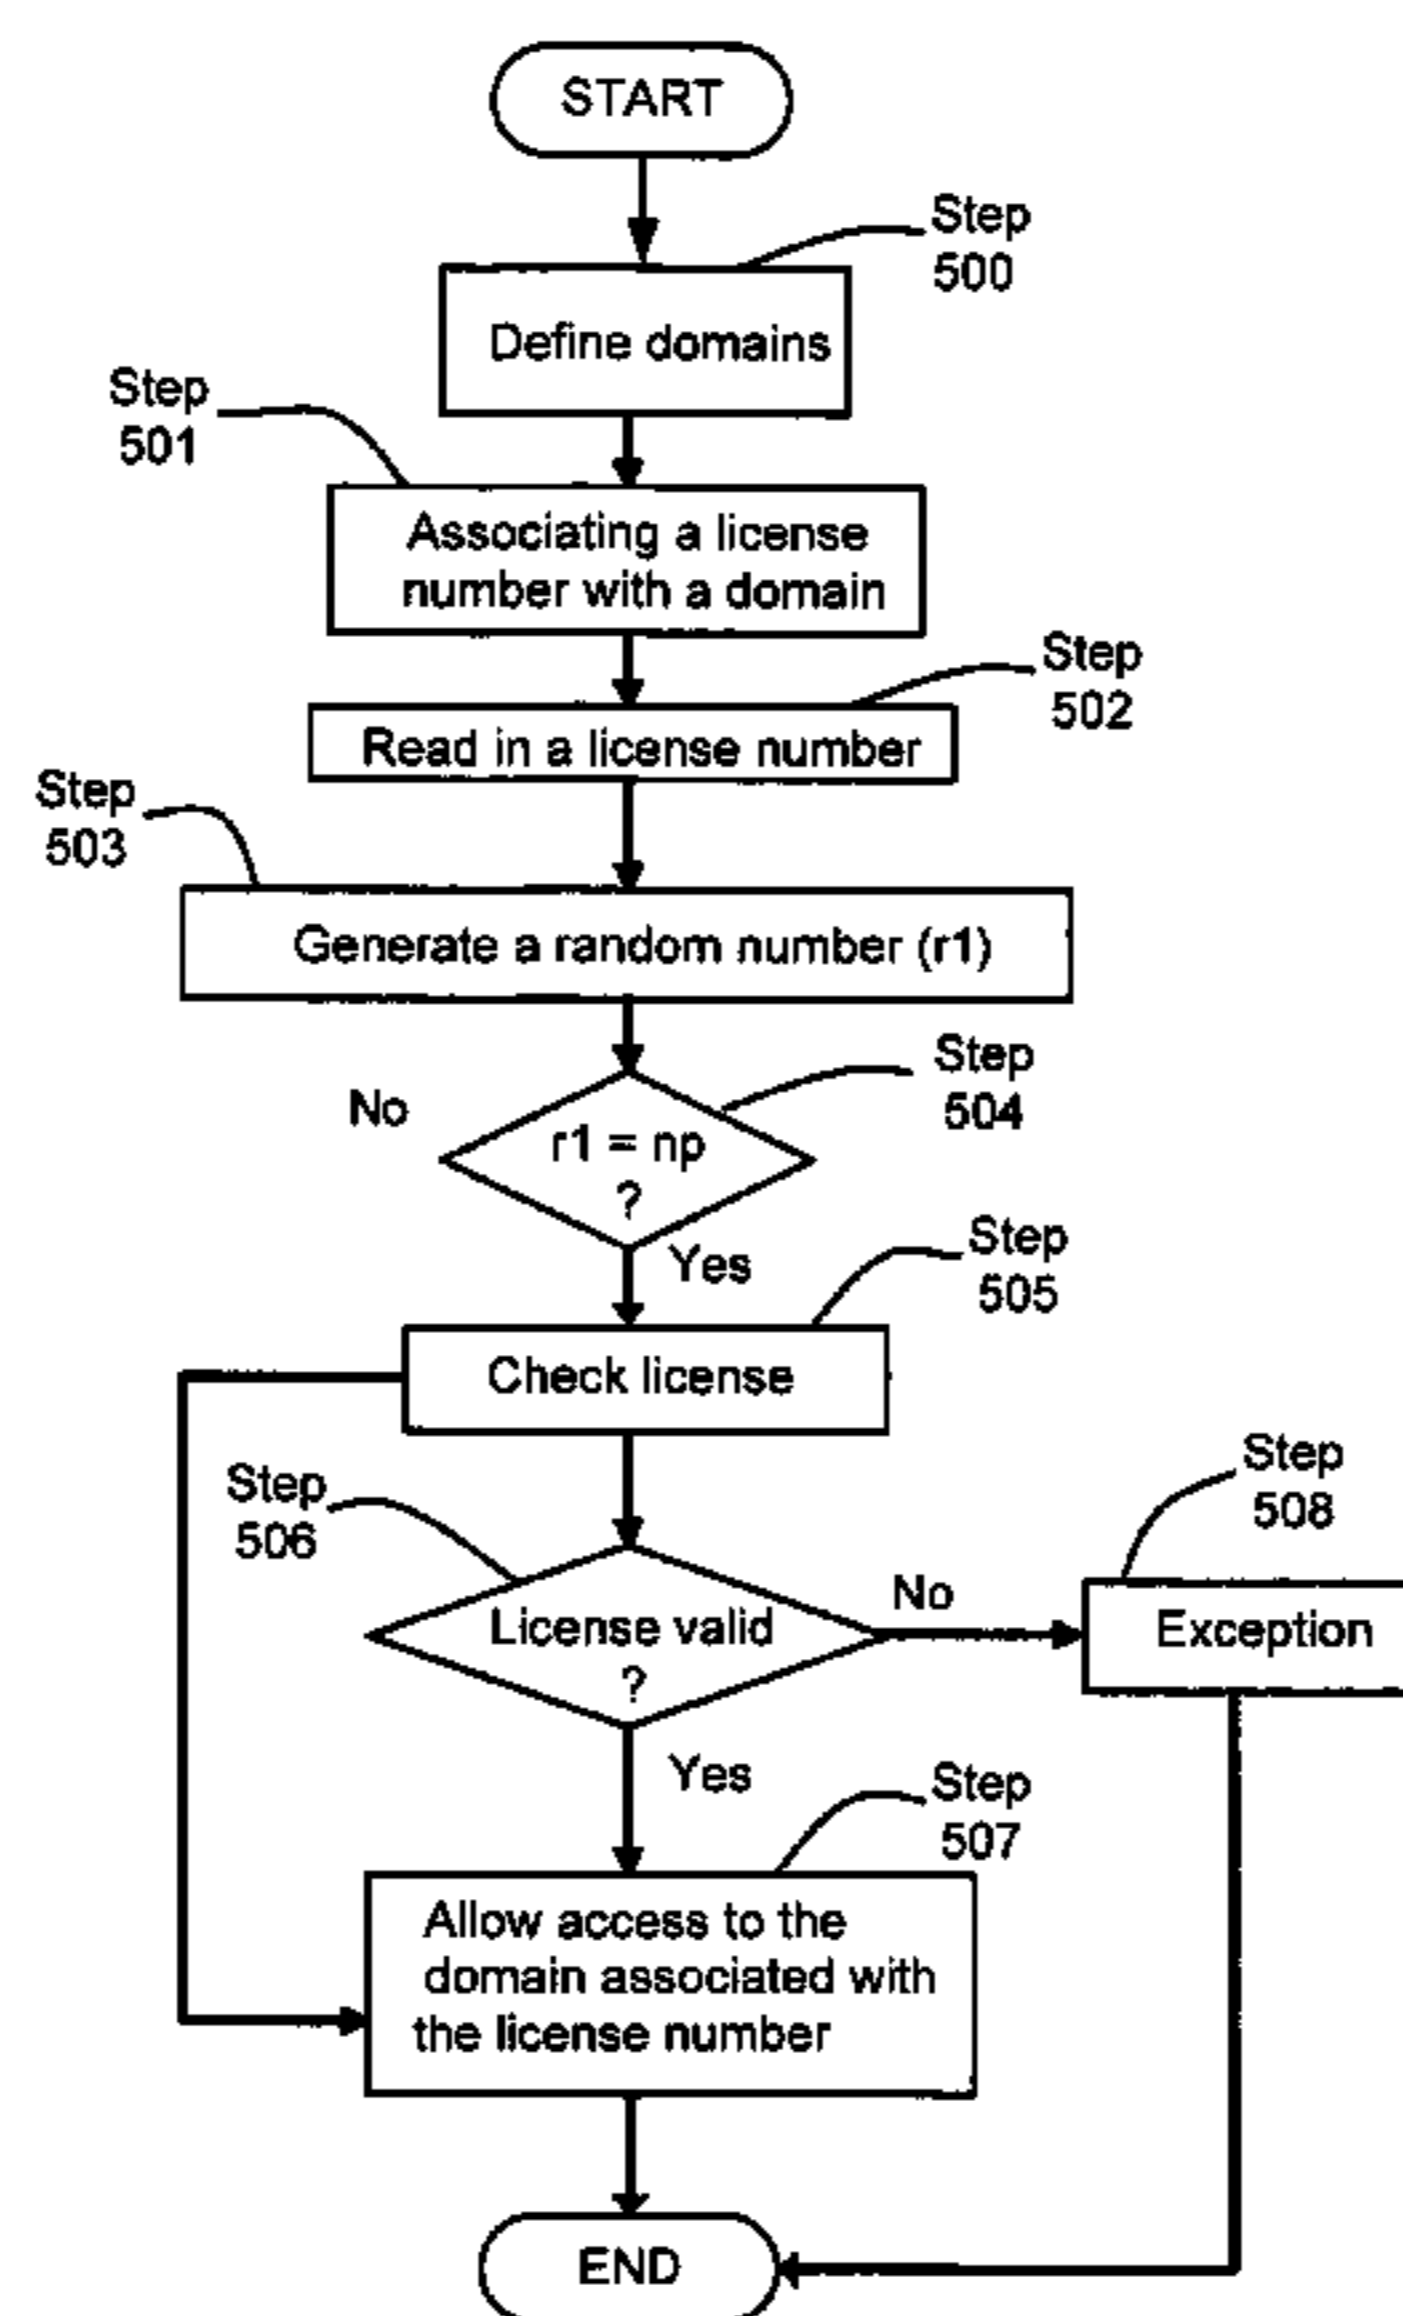 START
Step
500
Define domains
Step
501
Associating a license
number with a domain
Step
502
Read in a license number
Step
503
Generate a random number (r1)
Step
504
No
r1 = np
?
Yes
Step
505
Check license
Step
506
License valid
?
No
Step
508
Exception
Yes
Step
507
Allow access to the
domain associated with
the license number
END